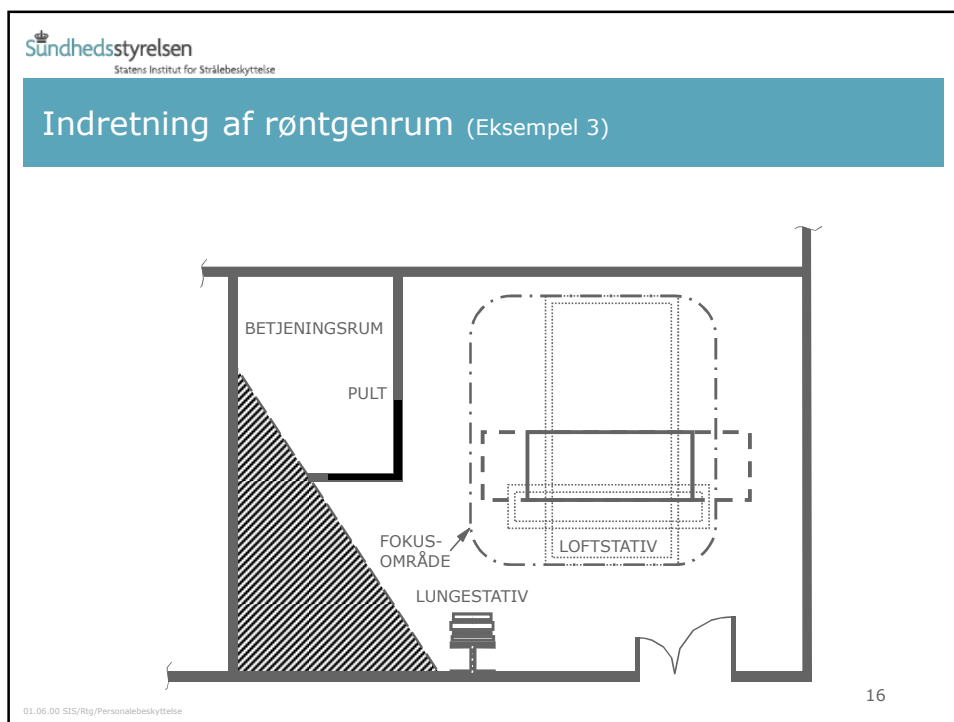 Sundhedsstyrelsen
Statens Institut for Strålebeskyttelse
Indretning af røntgenrum (Eksempel 3)
BETJENINGSRUM
PULT
FOKUS-
OMRÅDE
LOFTSTATIV
LUNGESTATIV
16
01.06.00 SIS/Rtg/Personalebeskyttelse